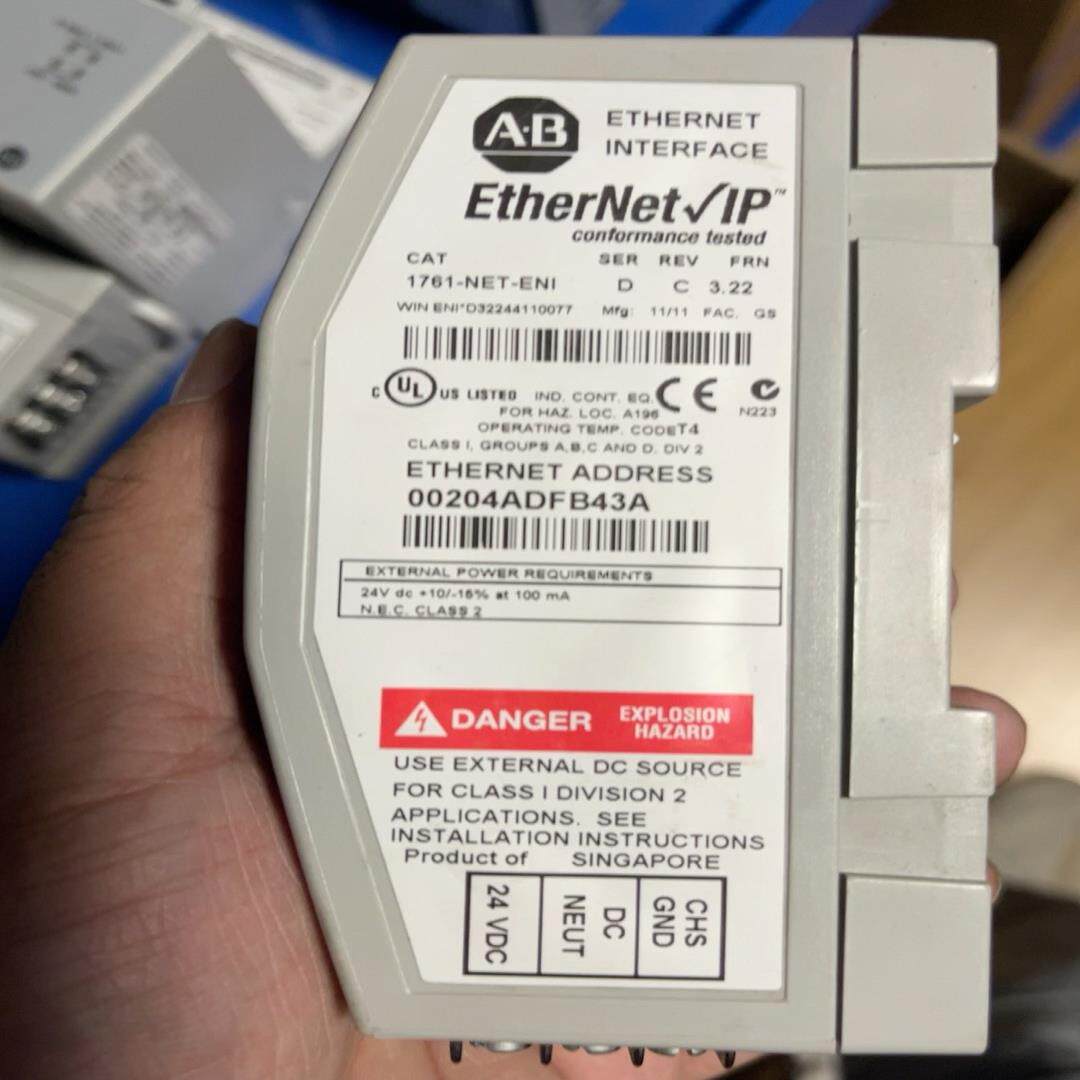 A·B
ETHERNET
INTERFACE
EtherNet√IP™
conformance tested
CAT SER REV FRN
1761-NET-ENI D C 3.22
WIN ENI*D32244110077 Mfg: 11/11 FAC. GS
C UL US LISTED IND. CONT. EQ. CE
FOR HAZ. LOC. A196 N223
OPERATING TEMP. CODE T4
CLASS I, GROUPS A,B,C AND D, DIV 2
ETHERNET ADDRESS
00204ADFB43A
EXTERNAL POWER REQUIREMENTS
24V dc +10/-15% at 100 mA
N.E.C. CLASS 2
DANGER EXPLOSION
HAZARD
USE EXTERNAL DC SOURCE
FOR CLASS I DIVISION 2
APPLICATIONS. SEE
INSTALLATION INSTRUCTIONS
Product of SINGAPORE
24 VDC
DC
NEUT
CHS
GND